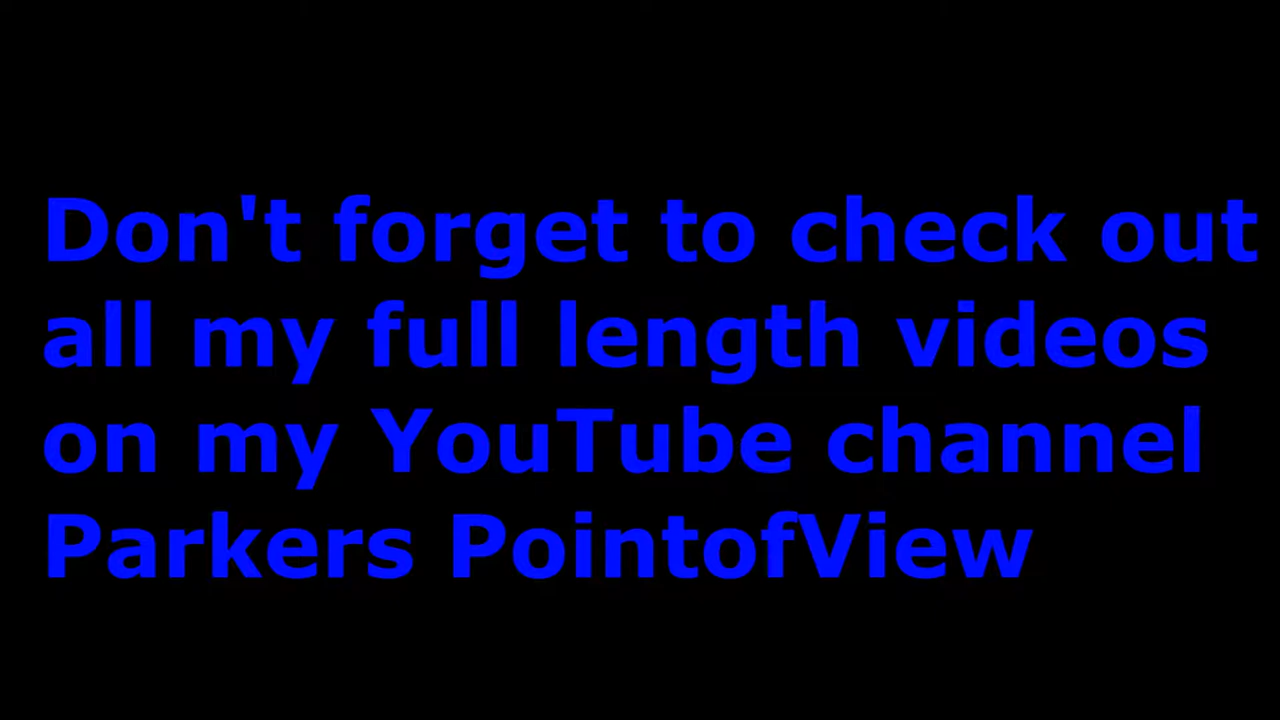 Don't forget to check out
all my full length videos
on my YouTube channel
Parkers PointofView